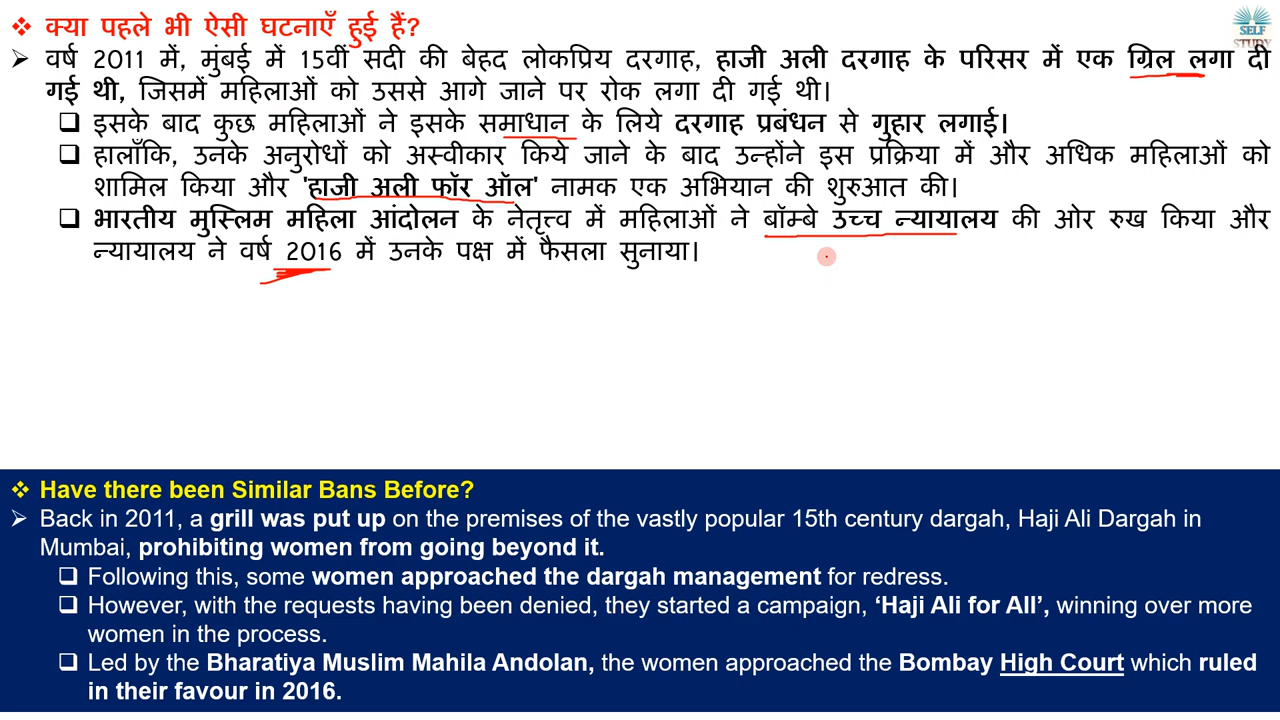 ❖ क्या पहले भी ऐसी घटनाएँ हुई हैं?
➢ वर्ष 2011 में, मुंबई में 15वीं सदी की बेहद लोकप्रिय दरगाह, हाजी अली दरगाह के परिसर में एक ग्रिल लगा दी
गई थी, जिसमें महिलाओं को उससे आगे जाने पर रोक लगा दी गई थी।
❑ इसके बाद कुछ महिलाओं ने इसके समाधान के लिये दरगाह प्रबंधन से गुहार लगाई।
❑ हालाँकि, उनके अनुरोधों को अस्वीकार किये जाने के बाद उन्होंने इस प्रक्रिया में और अधिक महिलाओं को
शामिल किया और 'हाजी अली फॉर ऑल' नामक एक अभियान की शुरुआत की।
❑ भारतीय मुस्लिम महिला आंदोलन के नेतृत्त्व में महिलाओं ने बॉम्बे उच्च न्यायालय की ओर रुख किया और
न्यायालय ने वर्ष 2016 में उनके पक्ष में फैसला सुनाया।
SELF
STUDY
❖ Have there been Similar Bans Before?
➢ Back in 2011, a grill was put up on the premises of the vastly popular 15th century dargah, Haji Ali Dargah in
Mumbai, prohibiting women from going beyond it.
❑ Following this, some women approached the dargah management for redress.
❑ However, with the requests having been denied, they started a campaign, ‘Haji Ali for All’, winning over more
women in the process.
❑ Led by the Bharatiya Muslim Mahila Andolan, the women approached the Bombay High Court which ruled
in their favour in 2016.